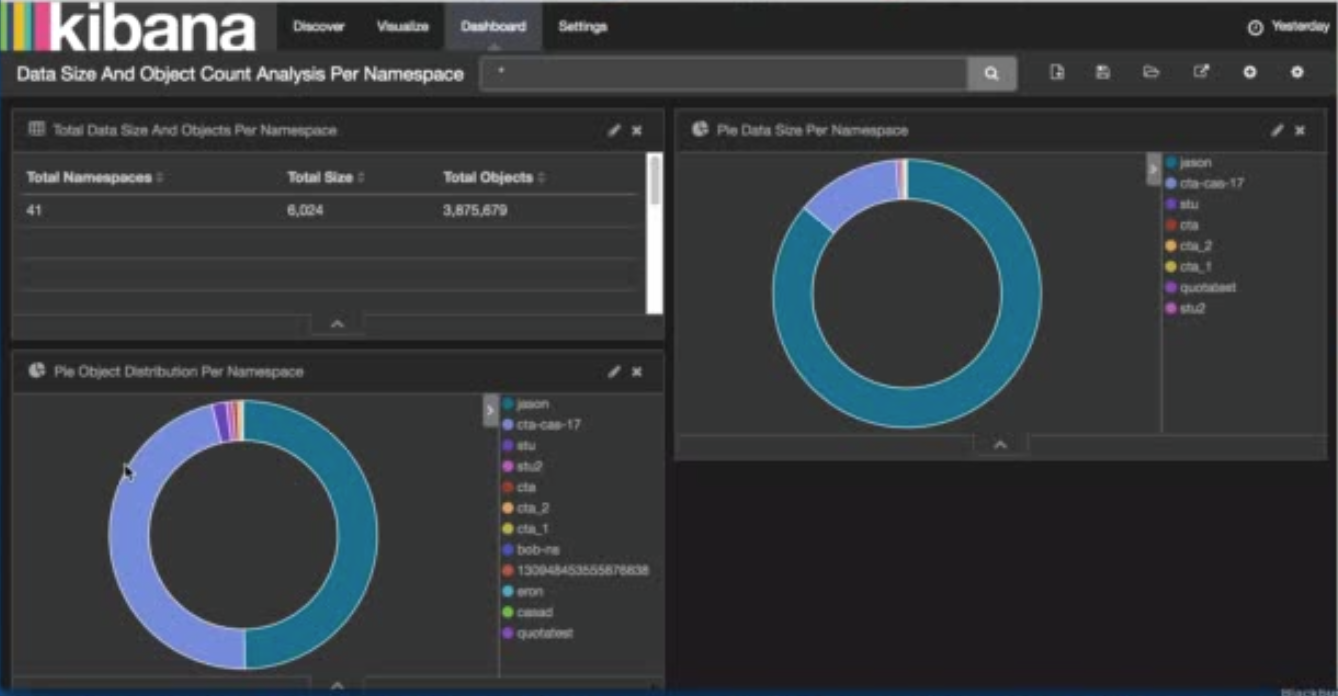 kibana
Discover Visualize Dashboard Settings Yesterday
Data Size And Object Count Analysis Per Namespace *
Total Data Size And Objects Per Namespace
Total Namespaces Total Size Total Objects
41 6,024 3,875,679
Pie Data Size Per Namespace
jason
cta-cas-17
stu
cta
cta_2
cta_1
quotatest
stu2
Pie Object Distribution Per Namespace
jason
cta-cas-17
stu
stu2
cta
cta_2
cta_1
bob-ns
eron
casad
quotatest